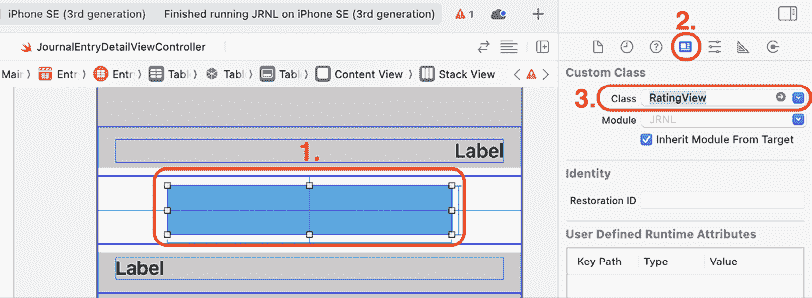 iPhone SE (3rd generation) Finished running JRNL on iPhone SE (3rd generation) 1
JournalEntryDetailViewController
Main Entr Entr Tabl Tabl Tabl Content View Stack View
1.
Label
Label
2.
Custom Class
3. Class RatingView
Module JRNL
Inherit Module From Target
Identity
Restoration ID
User Defined Runtime Attributes
Key Path Type Value